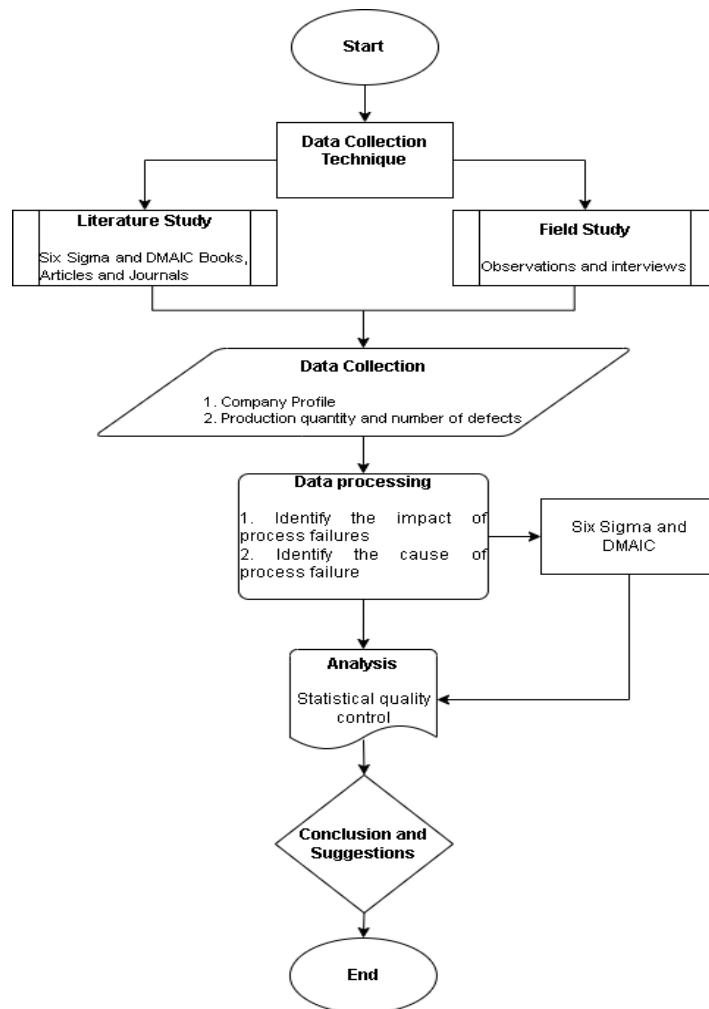 Start
Data Collection
Technique
Literature Study
Six Sigma and DMAIC Books,
Articles and Journals
Field Study
Observations and interviews
Data Collection
1. Company Profile
2. Production quantity and number of defects
Data processing
1. Identify the impact of
process failures
2. Identify the cause of
process failure
Six Sigma and
DMAIC
Analysis
Statistical quality
control
Conclusion and
Suggestions
End